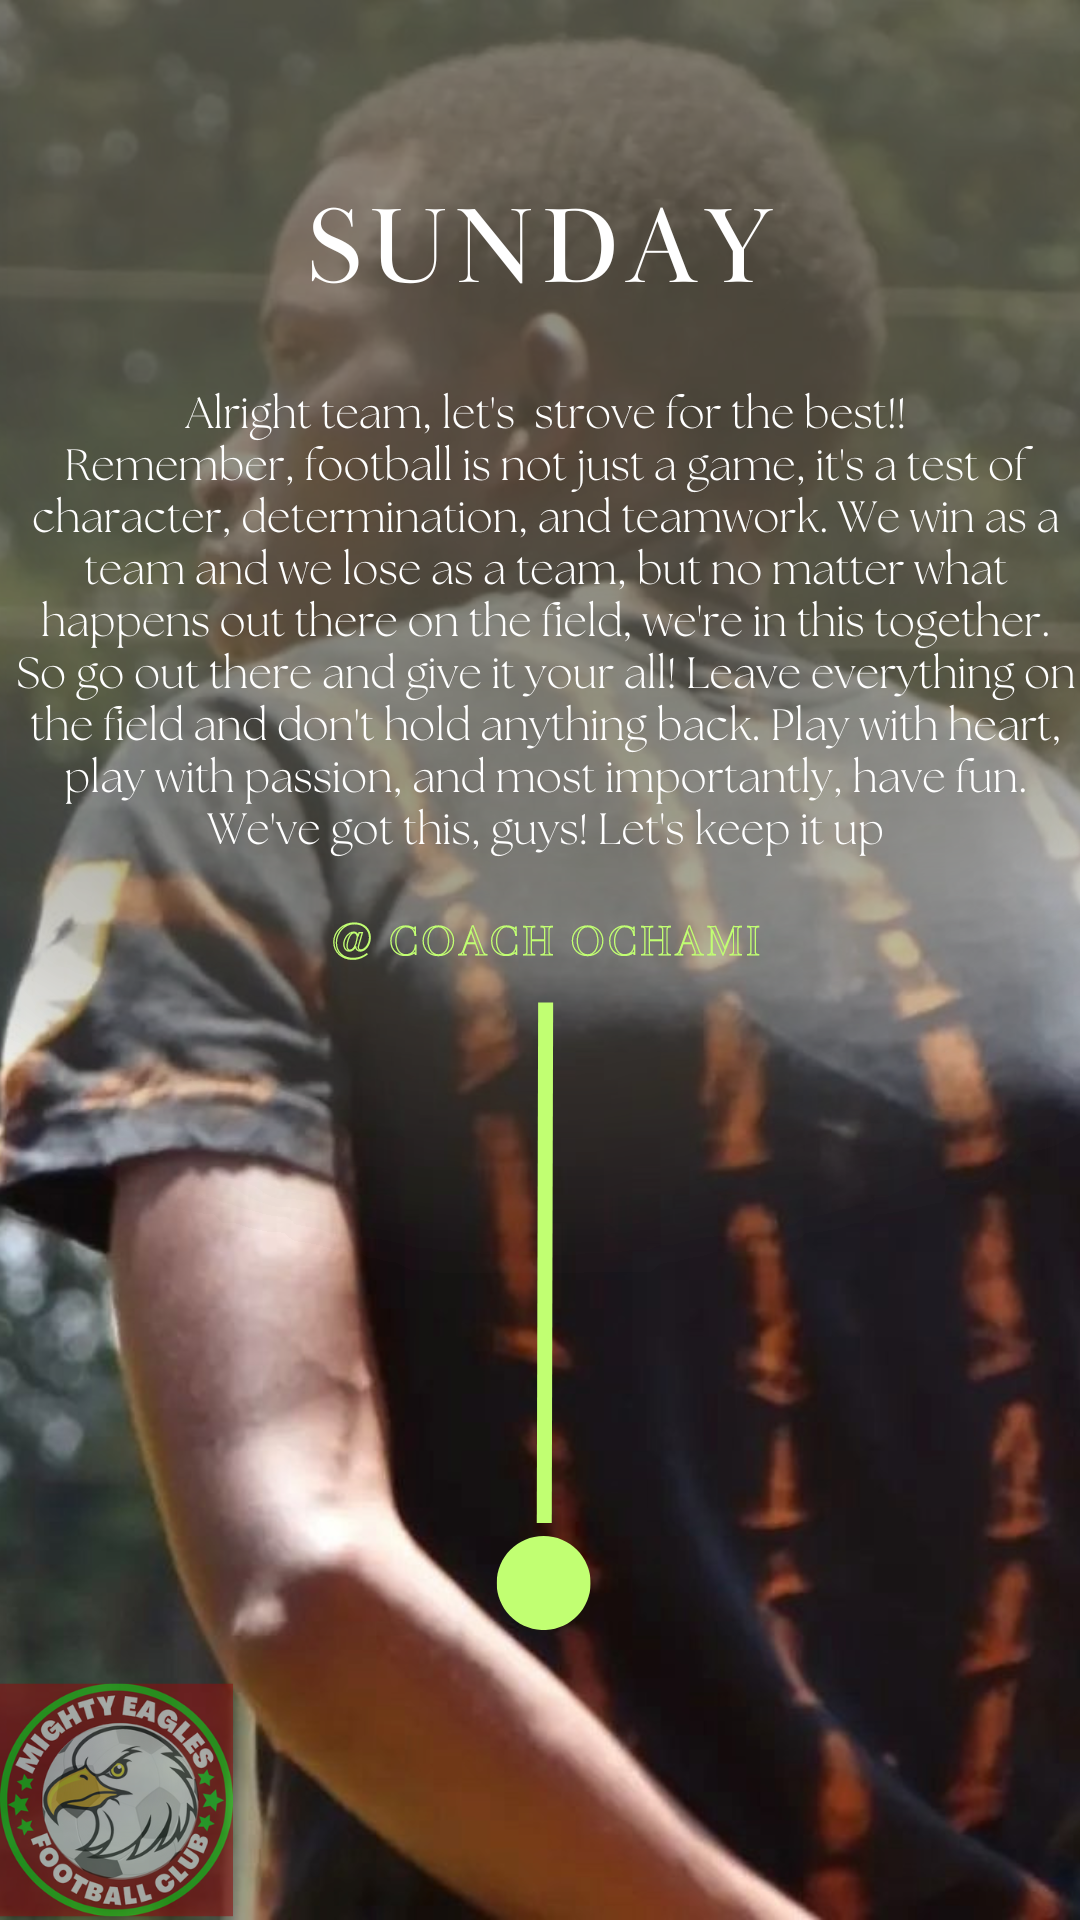 SUNDAY
Alright team, let's  strove for the best!!
Remember, football is not just a game, it's a test of
character, determination, and teamwork. We win as a
team and we lose as a team, but no matter what
happens out there on the field, we're in this together.
So go out there and give it your all! Leave everything on
the field and don't hold anything back. Play with heart,
play with passion, and most importantly, have fun.
We've got this, guys! Let's keep it up
@ COACH OCHAMI
MIGHTY EAGLES
FOOTBALL CLUB